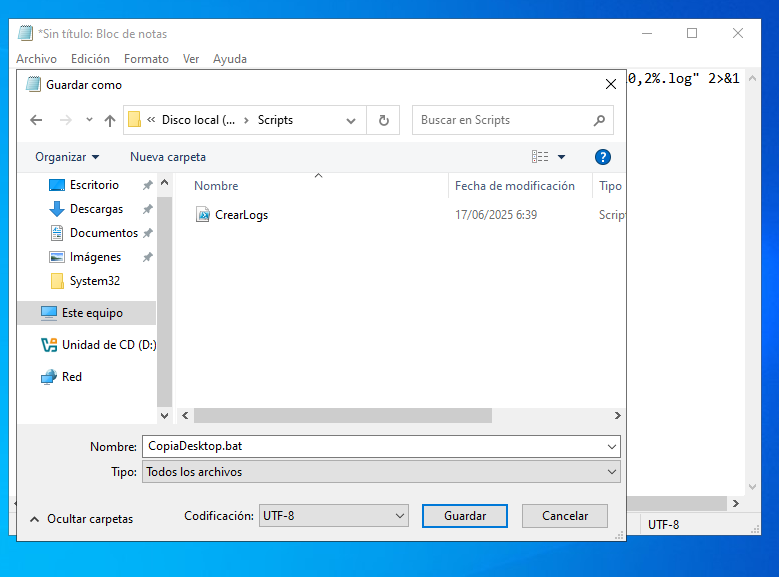 *Sin título: Bloc de notas
Archivo Edición Formato Ver Ayuda
0,2%.log" 2>&1
Guardar como
« Disco local (... › Scripts
Buscar en Scripts
Organizar Nueva carpeta
Escritorio
Descargas
Documentos
Imágenes
System32
Este equipo
Unidad de CD (D:)
Red
Nombre Fecha de modificación Tipo
CrearLogs 17/06/2025 6:39 Scrip
Nombre: CopiaDesktop.bat
Tipo: Todos los archivos
Ocultar carpetas Codificación: UTF-8 Guardar Cancelar
UTF-8